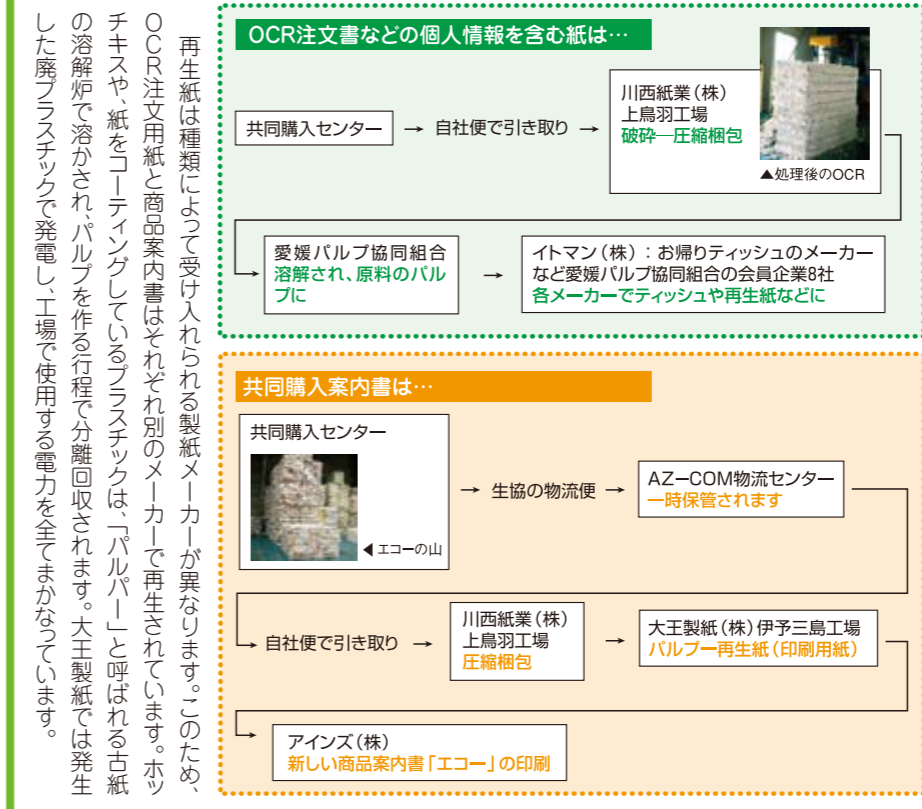 再生紙は種類によって受け入れられる製紙メーカーが異なります。このため、
OCR注文用紙と商品案内書はそれぞれ別のメーカーで再生されています。ホッ
チキスや、紙をコーティングしているプラスチックは、「パルパー」と呼ばれる古紙
の溶解炉で溶かされ、パルプを作る行程で分離回収されます。大王製紙では発生
した廃プラスチックで発電し、工場で使用する電力を全てまかなっています。
OCR注文書などの個人情報を含む紙は…
共同購入センター
→ 自社便で引き取り →
川西紙業(株)
上鳥羽工場
破砕―圧縮梱包
▲処理後のOCR
愛媛パルプ協同組合
溶解され、原料のパル
プに
→
イトマン(株):お帰りティッシュのメーカー
など愛媛パルプ協同組合の会員企業8社
各メーカーでティッシュや再生紙などに
共同購入案内書は…
共同購入センター
◀エコーの山
→ 生協の物流便 →
AZーCOM物流センター
一時保管されます
自社便で引き取り →
川西紙業(株)
上鳥羽工場
圧縮梱包
→
大王製紙(株)伊予三島工場
パルプー再生紙(印刷用紙)
アインズ(株)
新しい商品案内書「エコー」の印刷